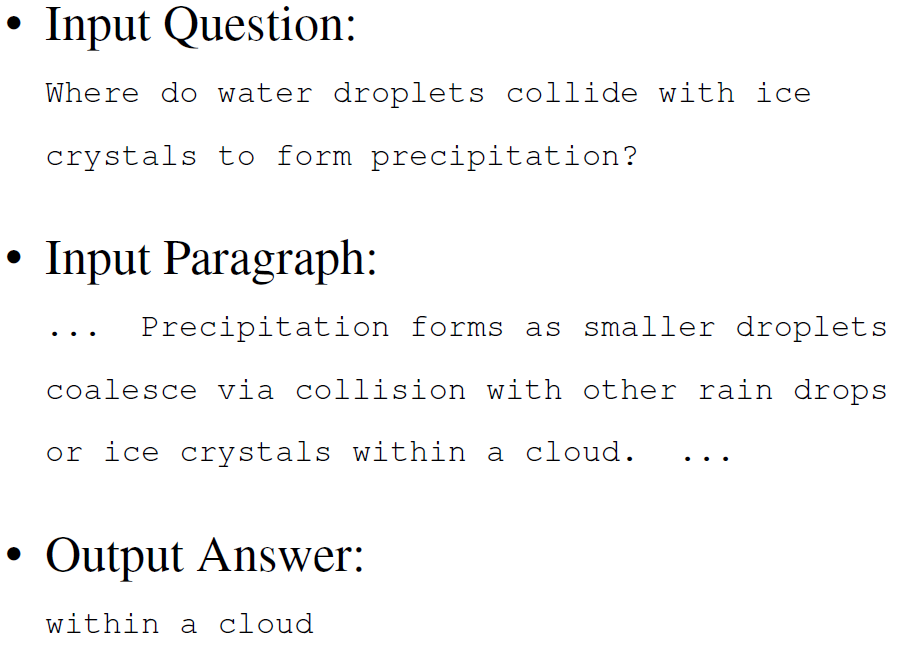 • Input Question:
Where do water droplets collide with ice
crystals to form precipitation?
• Input Paragraph:
... Precipitation forms as smaller droplets
coalesce via collision with other rain drops
or ice crystals within a cloud. ...
• Output Answer:
within a cloud